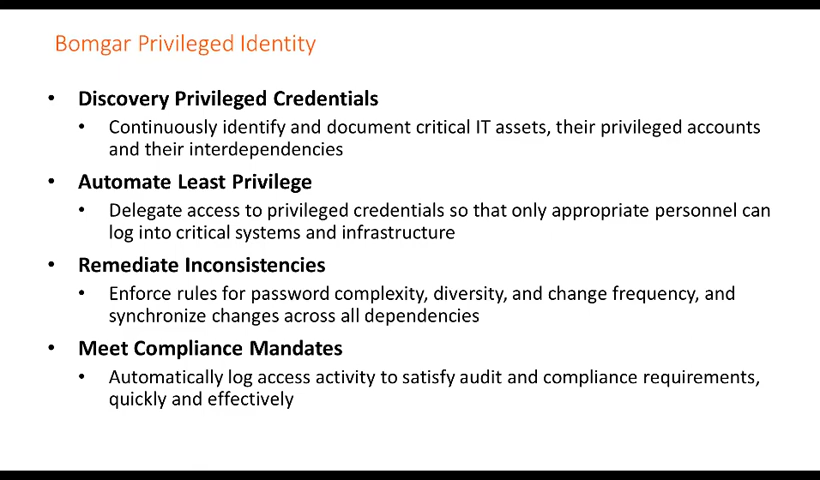 Bomgar Privileged Identity
• Discovery Privileged Credentials
• Continuously identify and document critical IT assets, their privileged accounts
and their interdependencies
• Automate Least Privilege
• Delegate access to privileged credentials so that only appropriate personnel can
log into critical systems and infrastructure
• Remediate Inconsistencies
• Enforce rules for password complexity, diversity, and change frequency, and
synchronize changes across all dependencies
• Meet Compliance Mandates
• Automatically log access activity to satisfy audit and compliance requirements,
quickly and effectively